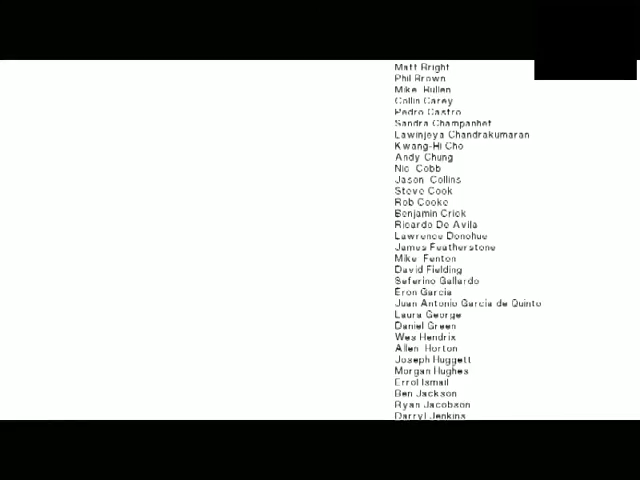 Matt Bright
Phil Brown
Mike Bullen
Collin Carey
Pedro Castro
Sandra Champanhet
Lawinjeya Chandrakumaran
Kwang-Hi Cho
Andy Chung
Nic Cobb
Jason Collins
Steve Cook
Rob Cooke
Benjamin Crick
Ricardo De Avila
Lawrence Donohue
James Featherstone
Mike Fenton
David Fielding
Seferino Gallardo
Eron Garcia
Juan Antonio Garcia de Quinto
Laura George
Daniel Green
Wes Hendrix
Allen Horton
Joseph Huggett
Morgan Hughes
Errol Ismail
Ben Jackson
Ryan Jacobson
Darryl Jenkins